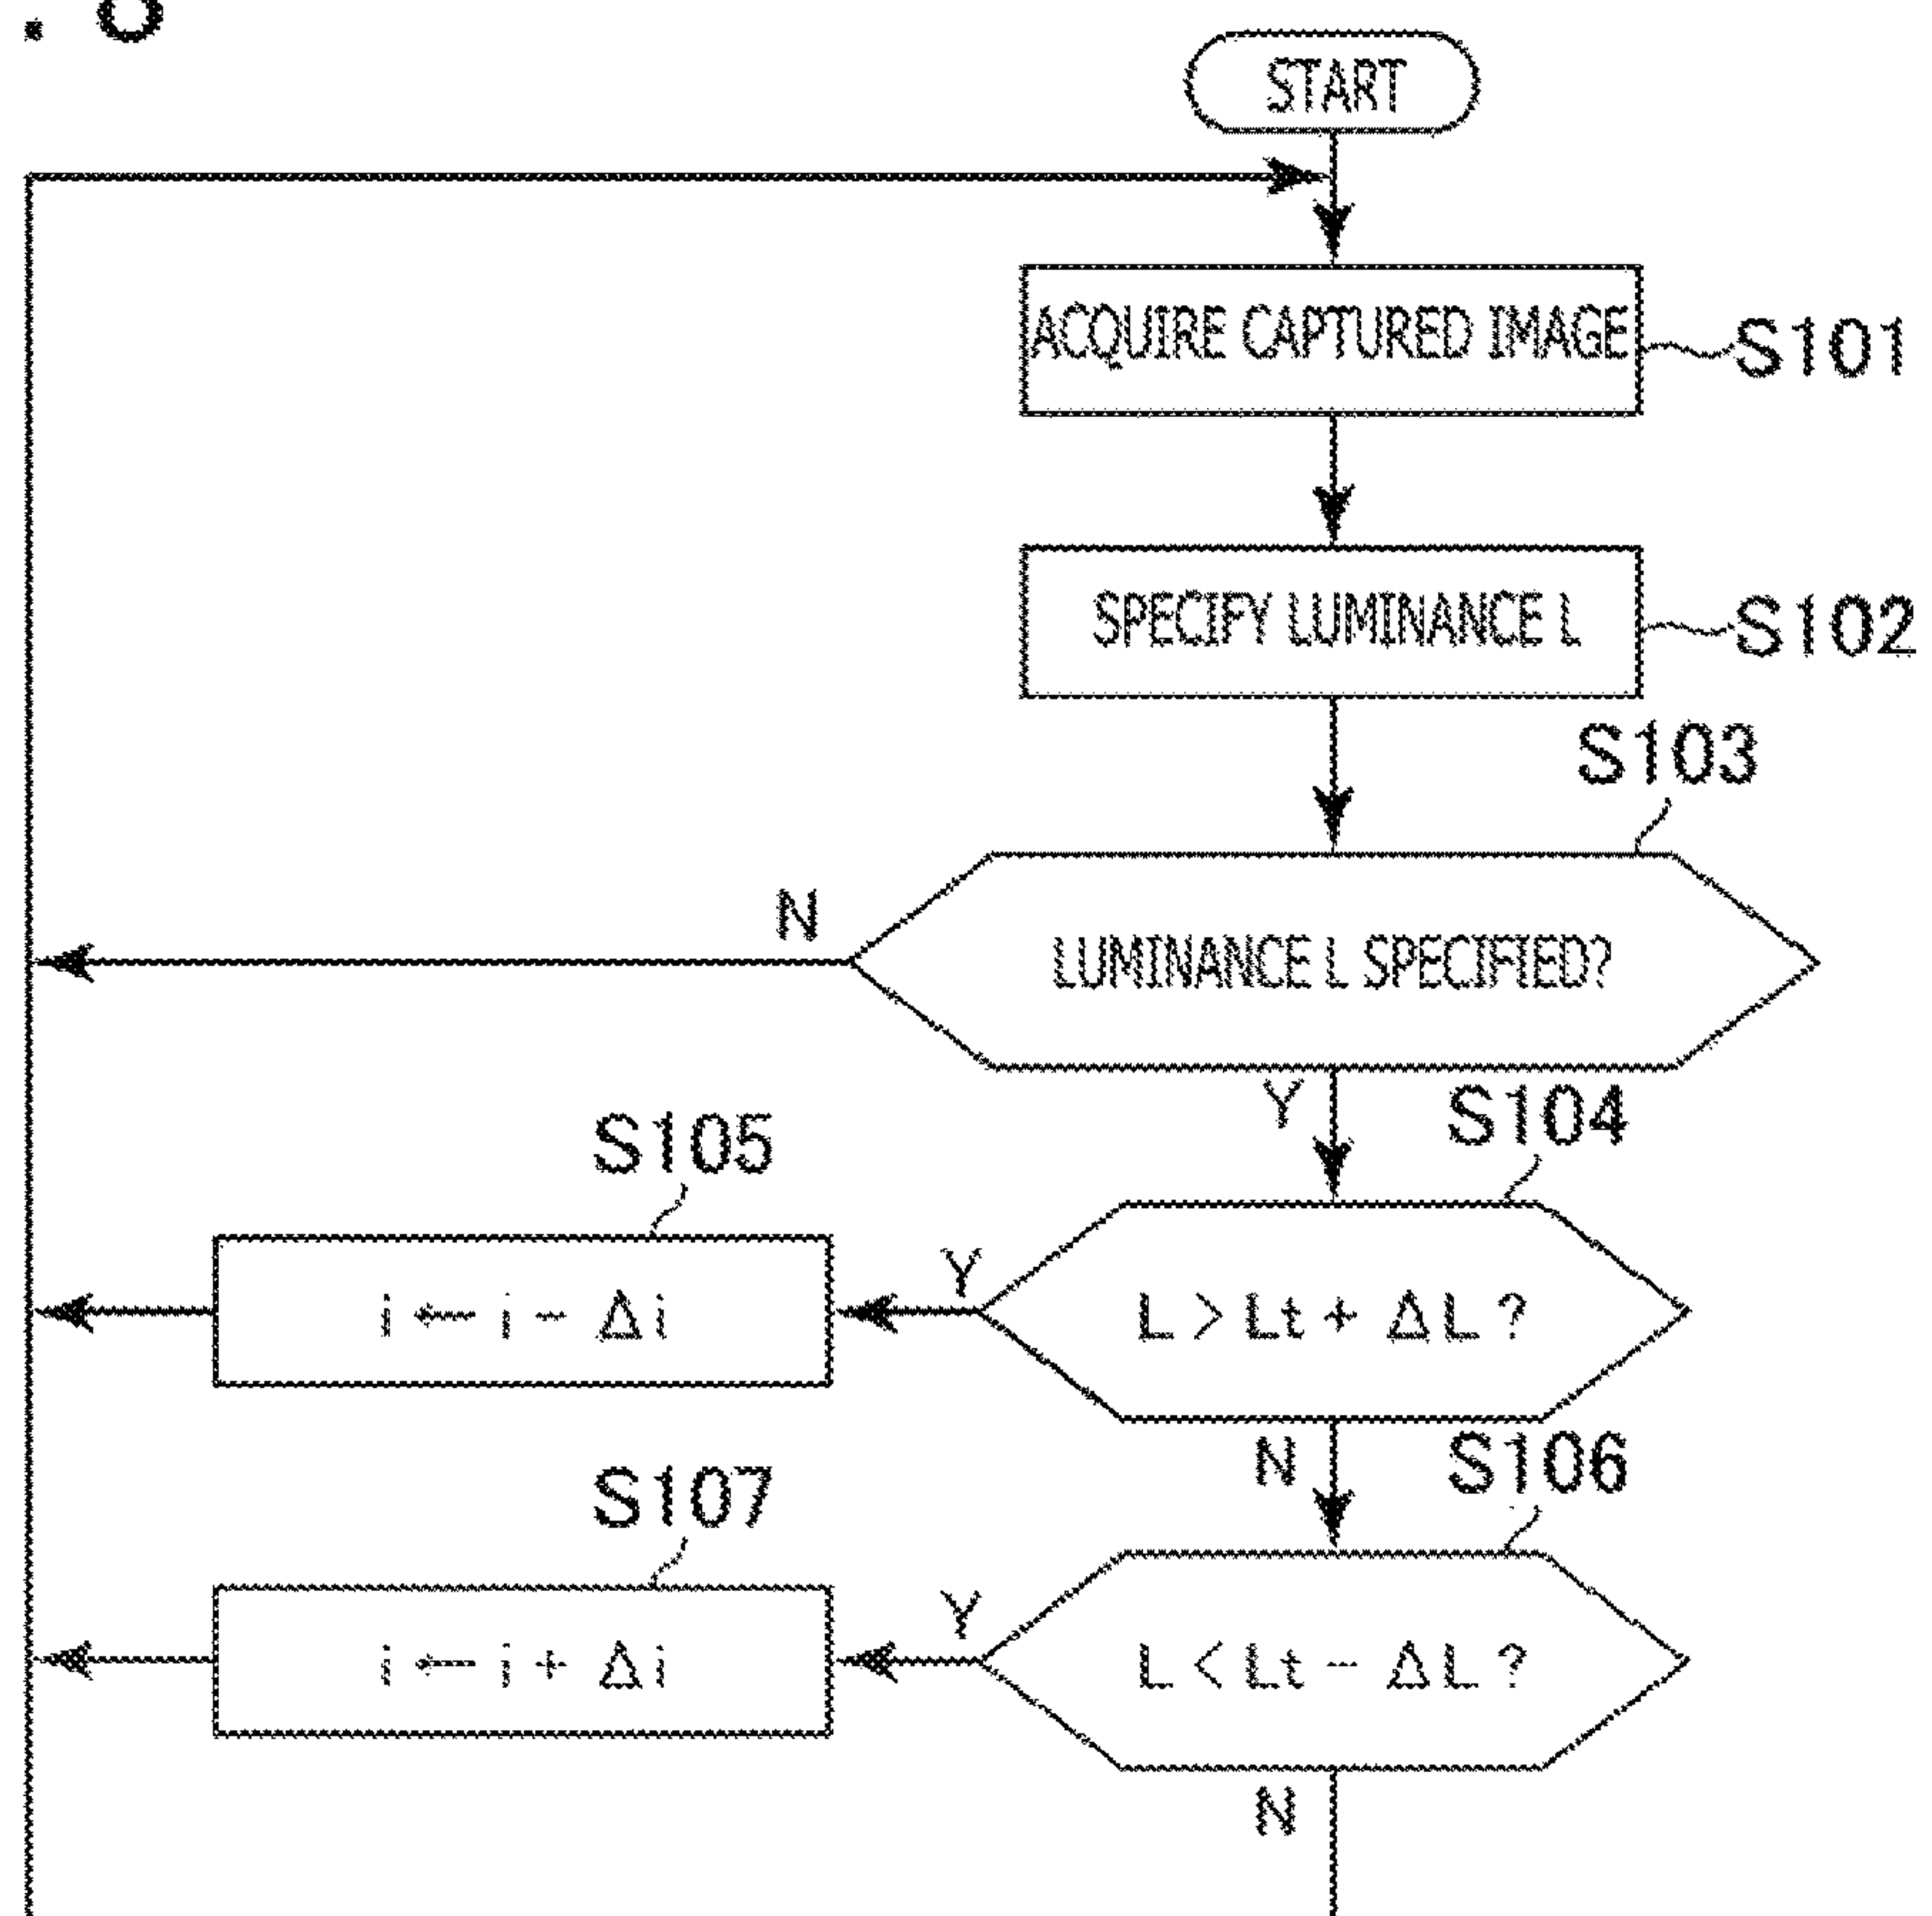 START
ACQUIRE CAPTURED IMAGE
S101
SPECIFY LUMINANCE L
S102
S103
N
LUMINANCE L SPECIFIED?
Y
S104
S105
i ← i - Δi
Y
L > Lt + ΔL ?
N
S106
S107
i ← i + Δi
Y
L < Lt - ΔL ?
N